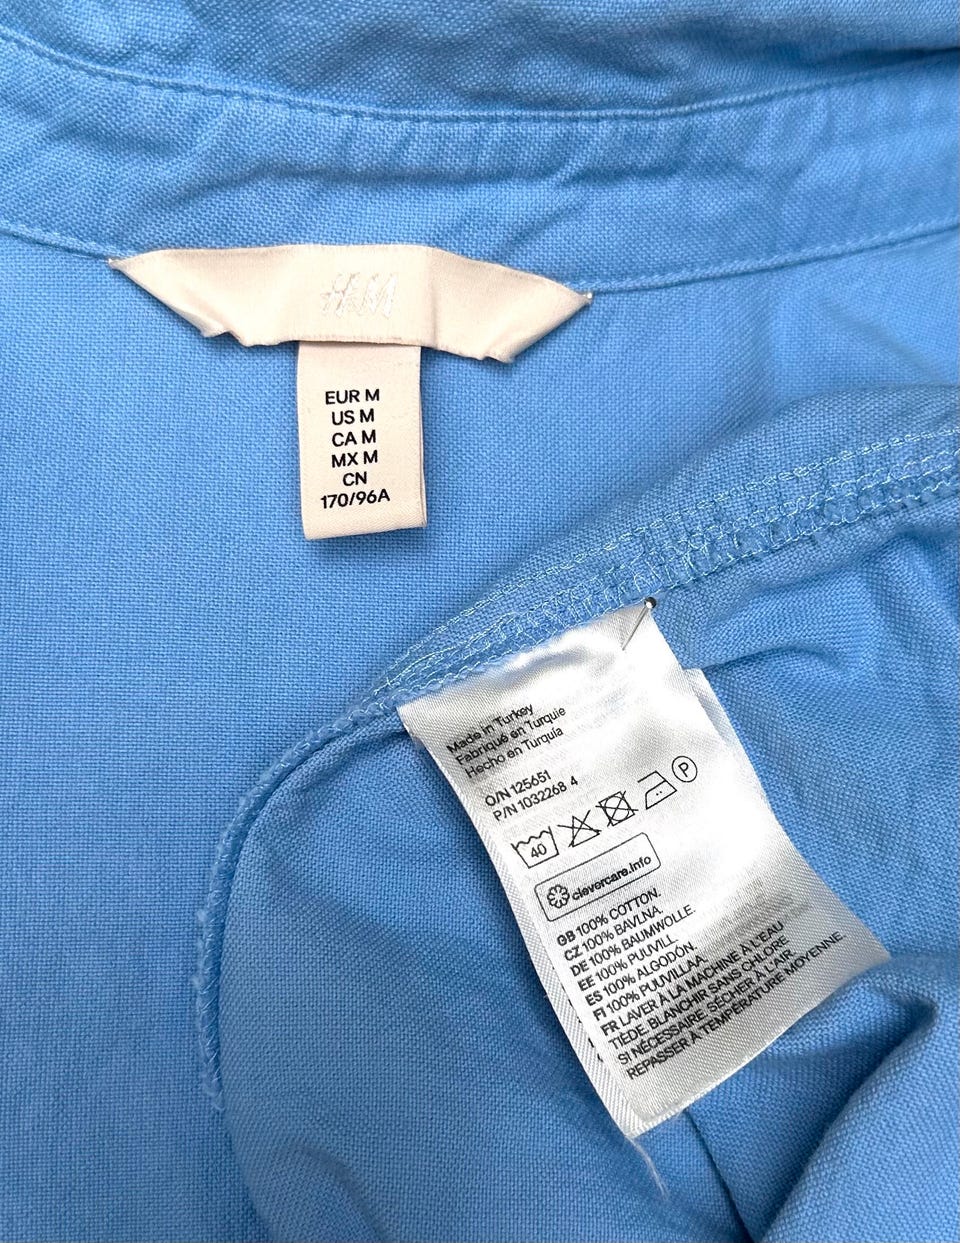 H&M
EUR M
US M
CA M
MX M
CN
170/96A
Made in Turkey
Fabriqué en Turquie
Hecho en Turquía
O/N 125651
P/N 1032268 4
40
P
clevercare.info
GB 100% COTTON.
CZ 100% BAVLNA.
DE 100% BAUMWOLLE.
EE 100% PUUVILL.
ES 100% ALGODÓN.
FI 100% PUUVILLAA.
FR LAVER À LA MACHINE À L'EAU
TIÈDE. BLANCHIR SANS CHLORE
SI NÉCESSAIRE. SÉCHER À L'AIR.
REPASSER À TEMPÉRATURE MOYENNE.